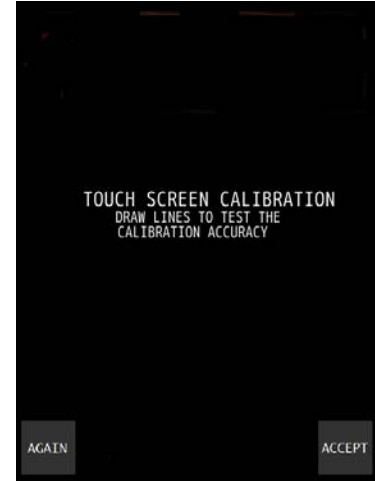 TOUCH SCREEN CALIBRATION
DRAW LINES TO TEST THE
CALIBRATION ACCURACY
AGAIN
ACCEPT